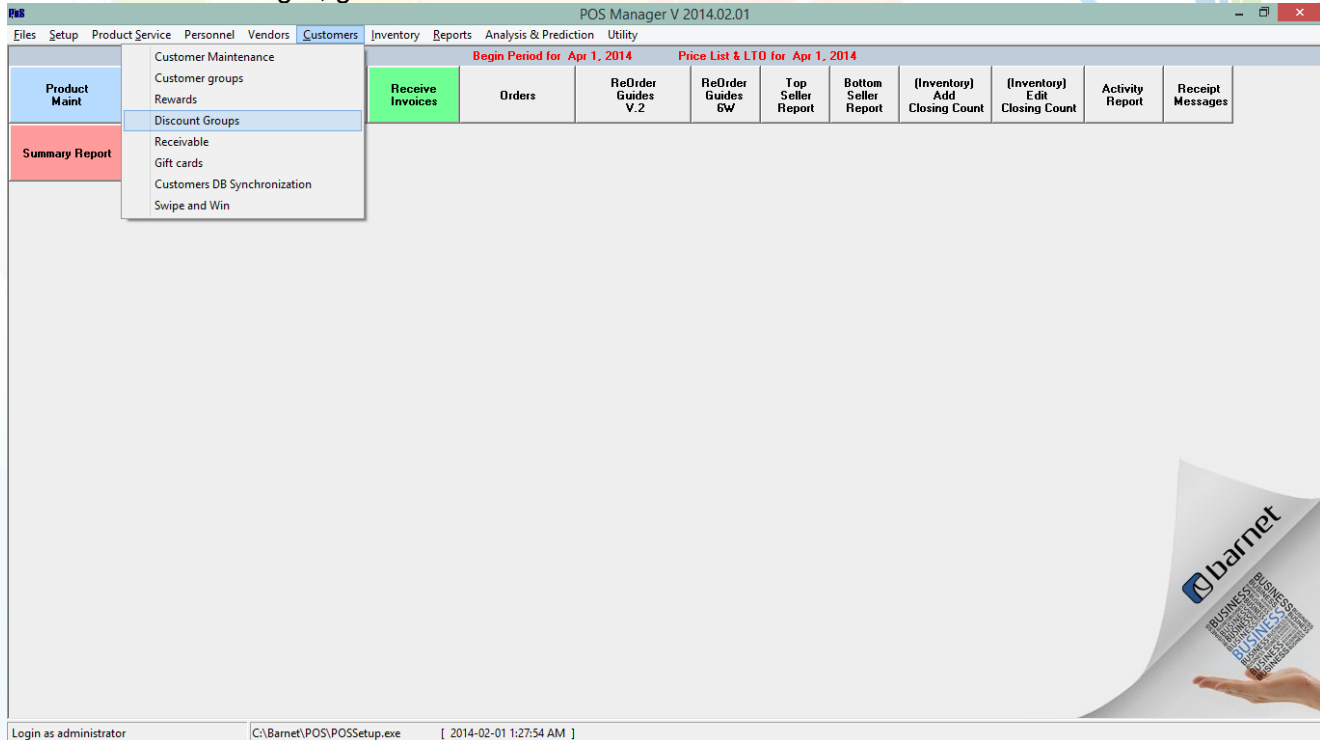 POS
POS Manager V 2014.02.01
Files Setup Product Service Personnel Vendors Customers Inventory Reports Analysis & Prediction Utility
Begin Period for Apr 1, 2014 Price List & LTO for Apr 1, 2014
Product Maint
Receive Invoices
Orders
ReOrder Guides V.2
ReOrder Guides 6W
Top Seller Report
Bottom Seller Report
(Inventory) Add Closing Count
(Inventory) Edit Closing Count
Activity Report
Receipt Messages
Summary Report
Customer Maintenance
Customer groups
Rewards
Discount Groups
Receivable
Gift cards
Customers DB Synchronization
Swipe and Win
barnet
BUSINESS
BUSINESS
BUSINESS
Login as administrator C:\Barnet\POS\POSSetup.exe [ 2014-02-01 1:27:54 AM ]